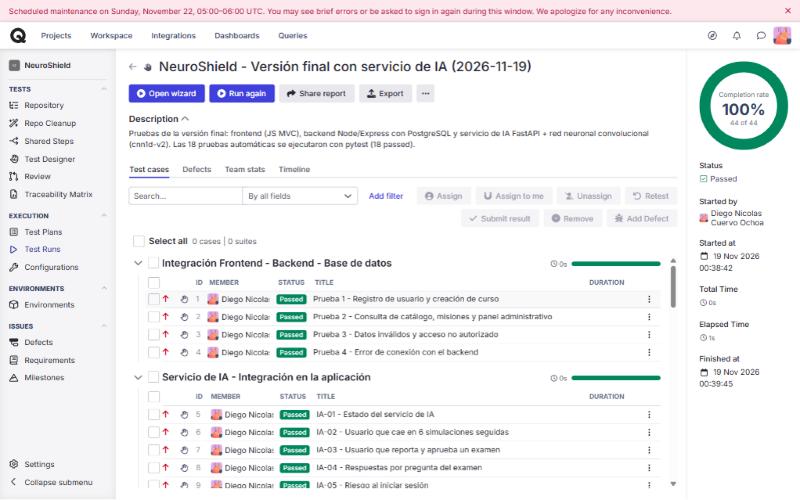 Scheduled maintenance on Sunday, November 22, 05:00–06:00 UTC. You may see brief errors or be asked to sign in again during this window. We apologize for any inconvenience.
Projects Workspace Integrations Dashboards Queries
NeuroShield
TESTS
Repository
Repo Cleanup
Shared Steps
Test Designer
Review
Traceability Matrix
EXECUTION
Test Plans
Test Runs
Configurations
ENVIRONMENTS
Environments
ISSUES
Defects
Requirements
Milestones
Settings
Collapse submenu
NeuroShield - Versión final con servicio de IA (2026-11-19)
Open wizard Run again Share report Export
Description
Pruebas de la versión final: frontend (JS MVC), backend Node/Express con PostgreSQL y servicio de IA FastAPI + red neuronal convolucional
(cnn1d-v2). Las 18 pruebas automáticas se ejecutaron con pytest (18 passed).
Test cases Defects Team stats Timeline
Search... By all fields Add filter Assign Assign to me Unassign Retest
Submit result Remove Add Defect
Select all 0 cases | 0 suites
Integración Frontend - Backend - Base de datos 0s
ID MEMBER STATUS TITLE DURATION
1 Diego Nicolas Passed Prueba 1 - Registro de usuario y creación de curso
2 Diego Nicolas Passed Prueba 2 - Consulta de catálogo, misiones y panel administrativo
3 Diego Nicolas Passed Prueba 3 - Datos inválidos y acceso no autorizado
4 Diego Nicolas Passed Prueba 4 - Error de conexión con el backend
Servicio de IA - Integración en la aplicación 0s
ID MEMBER STATUS TITLE DURATION
5 Diego Nicolas Passed IA-01 - Estado del servicio de IA
6 Diego Nicolas Passed IA-02 - Usuario que cae en 6 simulaciones seguidas
7 Diego Nicolas Passed IA-03 - Usuario que reporta y aprueba un examen
8 Diego Nicolas Passed IA-04 - Respuestas por pregunta del examen
9 Diego Nicolas Passed IA-05 - Riesgo al iniciar sesión
Completion rate
100%
44 of 44
Status
Passed
Started by
Diego Nicolas
Cuervo Ochoa
Started at
19 Nov 2026
00:38:42
Total Time
0s
Elapsed Time
1s
Finished at
19 Nov 2026
00:39:45